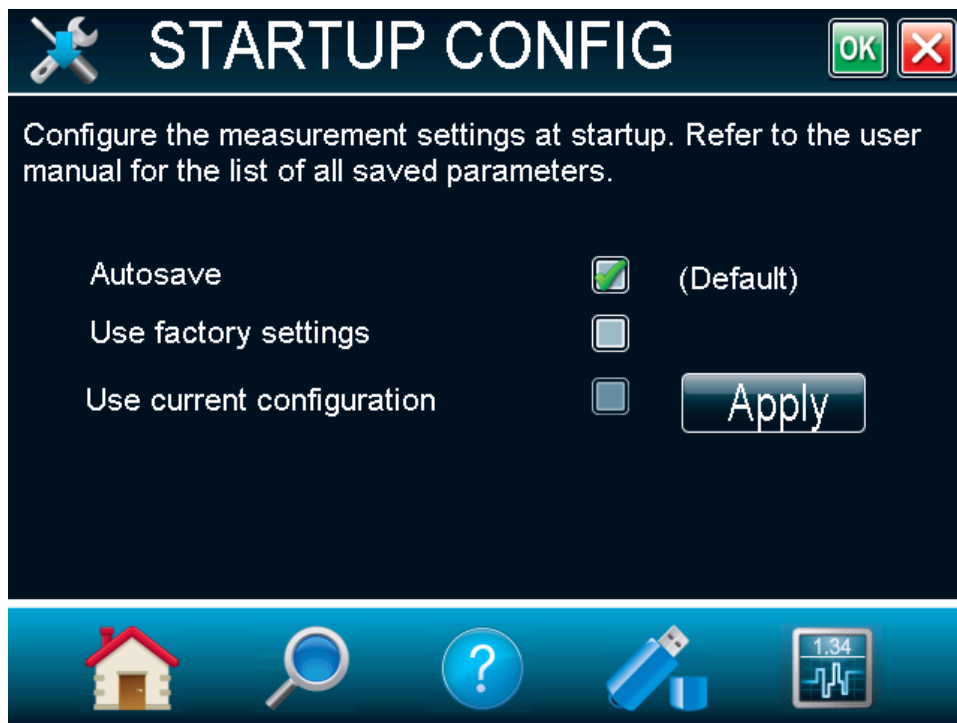 STARTUP CONFIG
OK
Configure the measurement settings at startup. Refer to the user
manual for the list of all saved parameters.
Autosave
(Default)
Use factory settings
Use current configuration
Apply
?
1.34